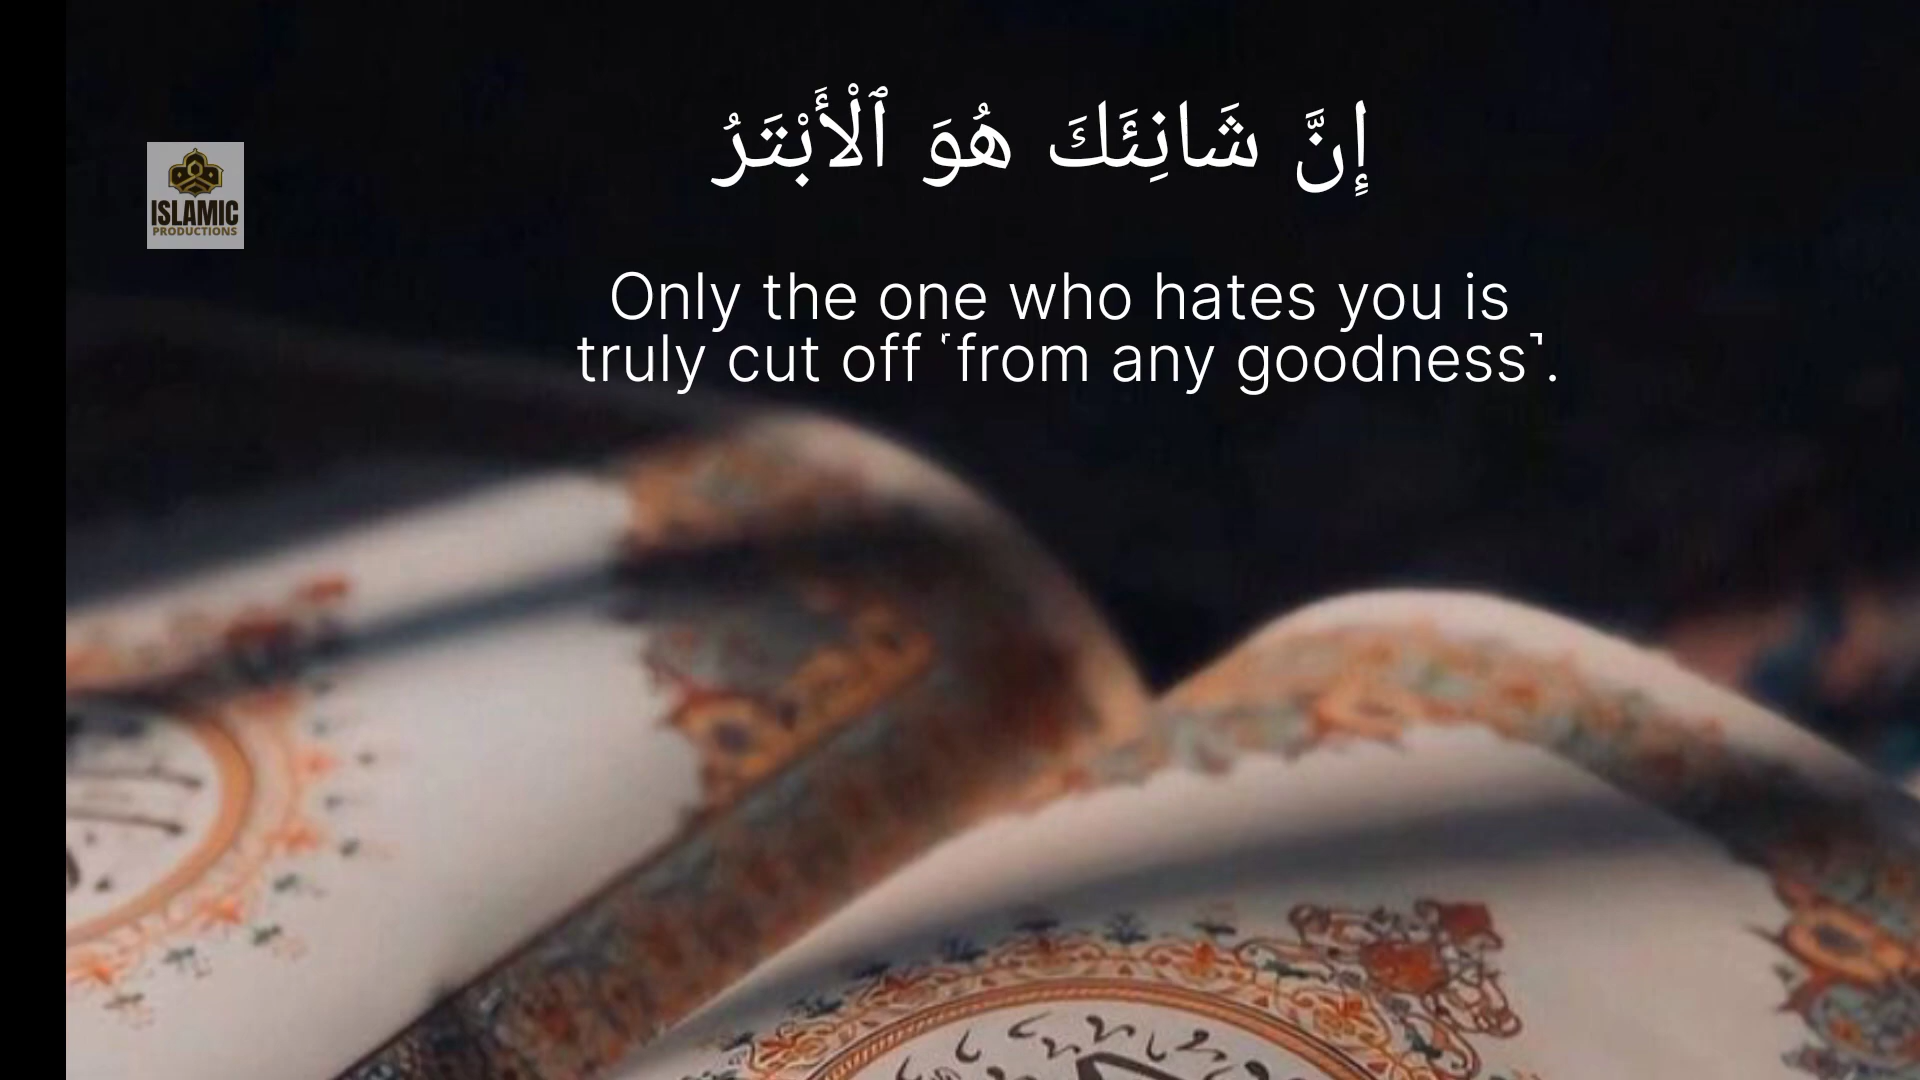 إِنَّ شَانِئَكَ هُوَ ٱلْأَبْتَرُ
ISLAMIC
PRODUCTIONS
Only the one who hates you is
truly cut off ˹from any goodness˺.